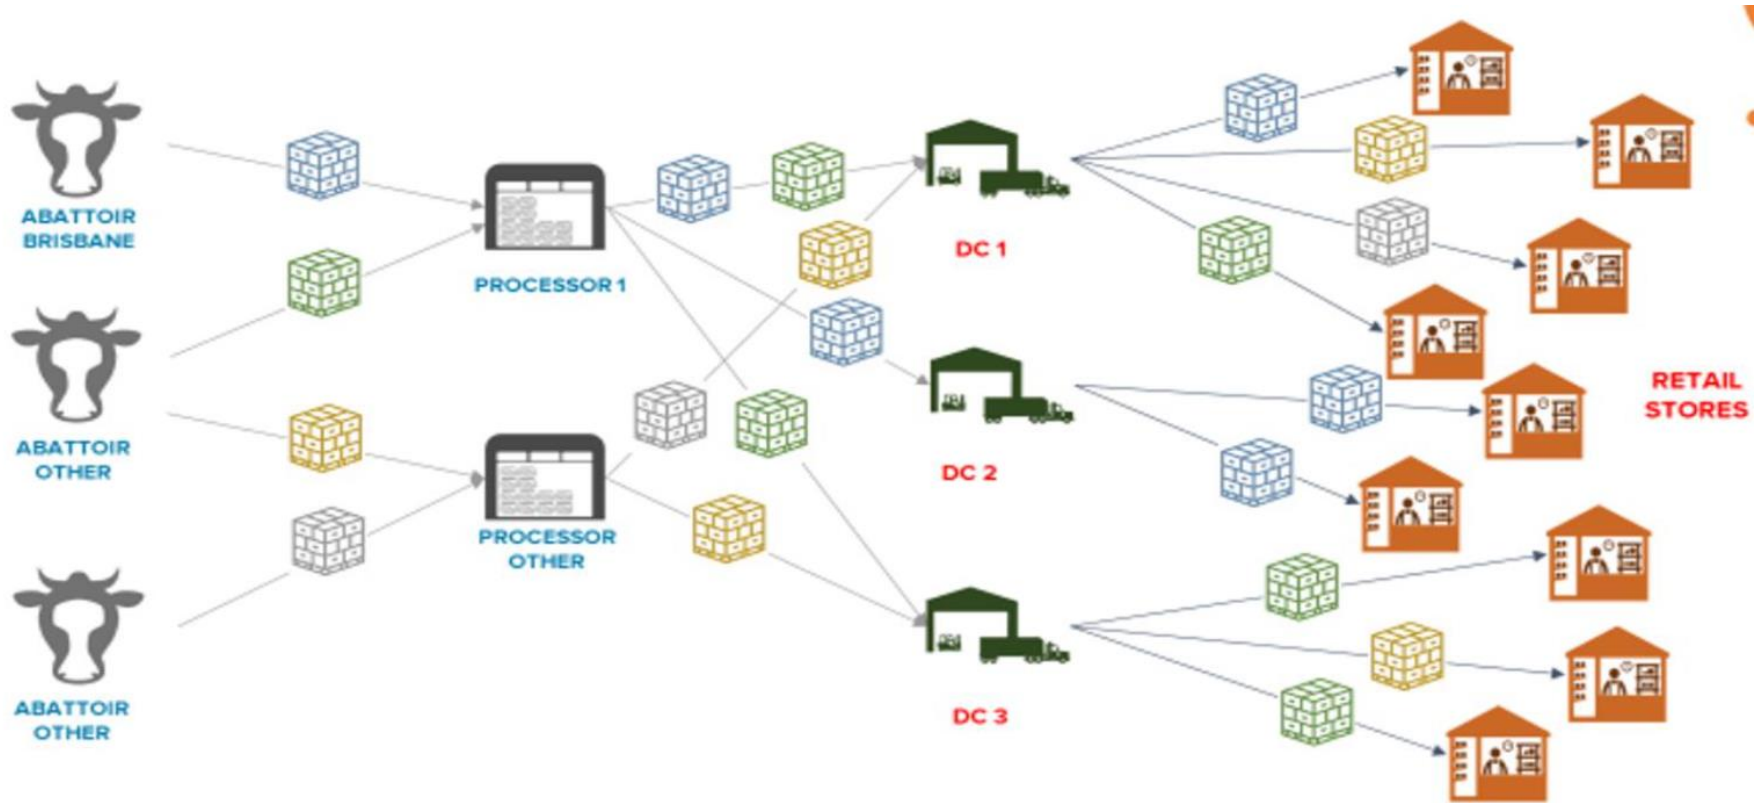 ABATTOIR
BRISBANE
ABATTOIR
OTHER
ABATTOIR
OTHER
PROCESSOR 1
PROCESSOR
OTHER
DC 1
DC 2
DC 3
RETAIL
STORES